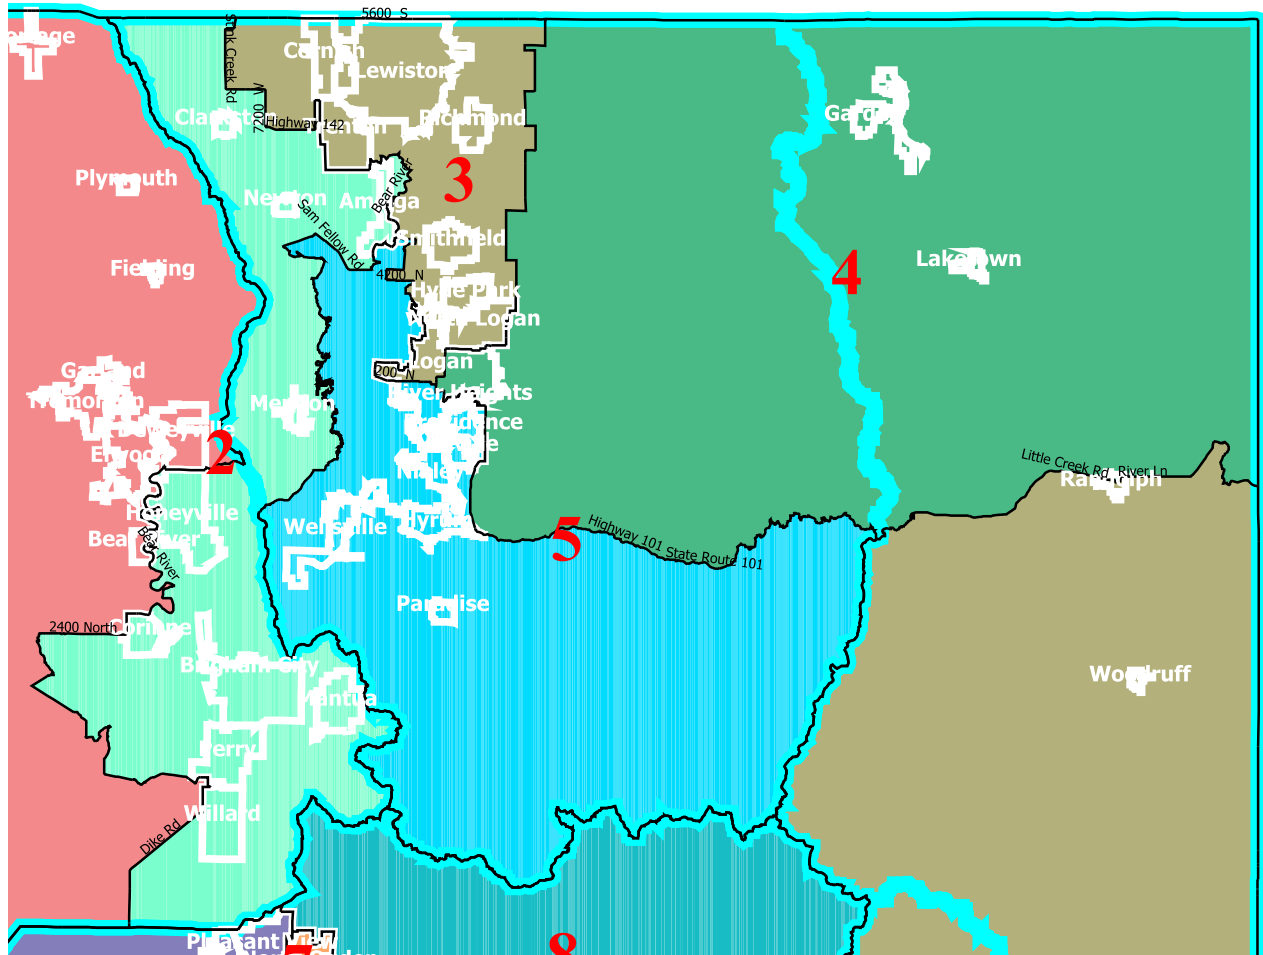 5600 S
Cornish
Lewiston
Stink Creek Rd
7200 W
Clarkston
Highway 142
Richmond
Garden
Plymouth
3
Newton
Amalga
Bear River
Sam Fellow Rd
Smithfield
4
Laketown
Fielding
4200 N
Hyde Park
North Logan
Logan
200 N
Garland
Tremonton
River Heights
Mendon
Providence
Deweyville
2
Elwood
Little Creek Rd
River Ln
Randolph
Honeyville
Wellsville
Hyrum
5
Highway 101
State Route 101
Bear River
Bear River
Paradise
2400 North
Corinne
Brigham City
Woodruff
Mantua
Perry
Willard
Dike Rd
Pleasant View
7
8